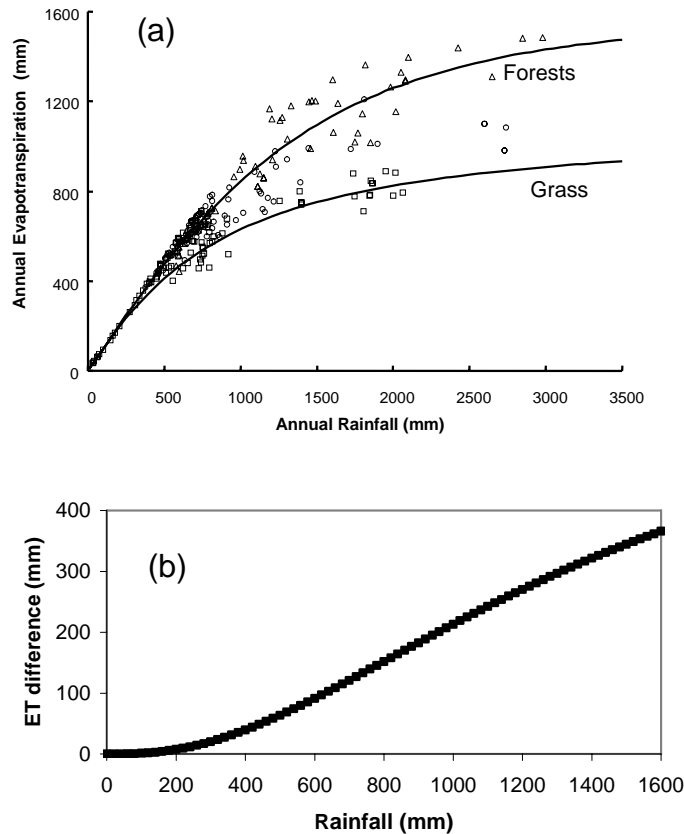 (a)
1600
1200
800
400
0
Annual Evapotranspiration (mm)
Forests
Grass
0 500 1000 1500 2000 2500 3000 3500
Annual Rainfall (mm)
(b)
400
300
200
100
0
ET difference (mm)
0 200 400 600 800 1000 1200 1400 1600
Rainfall (mm)